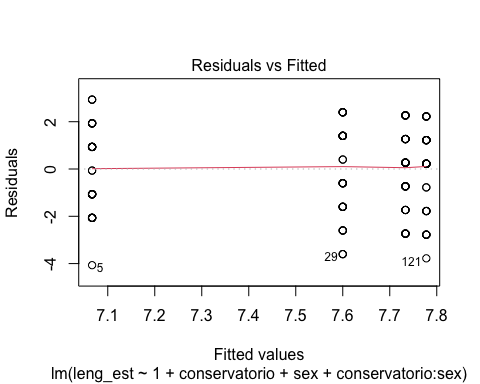 Residuals vs Fitted
Residuals
2
0
-2
-4
5
29
121
7.1 7.2 7.3 7.4 7.5 7.6 7.7 7.8
Fitted values
lm(leng_est ~ 1 + conservatorio + sex + conservatorio:sex)